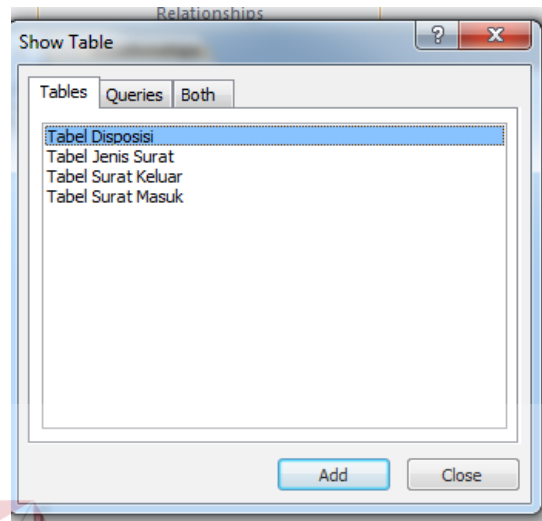 Relationships
Show Table
Tables Queries Both
Tabel Disposisi
Tabel Jenis Surat
Tabel Surat Keluar
Tabel Surat Masuk
Add Close